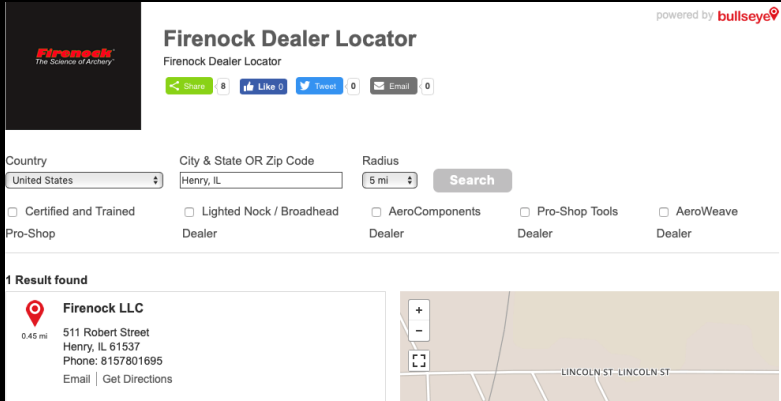 powered by bullseye
Firenock
The Science of Archery
Firenock Dealer Locator
Firenock Dealer Locator
Share 8 Like 0 Tweet 0 Email 0
Country City & State OR Zip Code Radius
United States Henry, IL 5 mi Search
Certified and Trained Pro-Shop
Lighted Nock / Broadhead Dealer
AeroComponents Dealer
Pro-Shop Tools Dealer
AeroWeave Dealer
1 Result found
Firenock LLC
0.45 mi
511 Robert Street
Henry, IL 61537
Phone: 8157801695
Email | Get Directions
+
−
LINCOLN ST LINCOLN ST